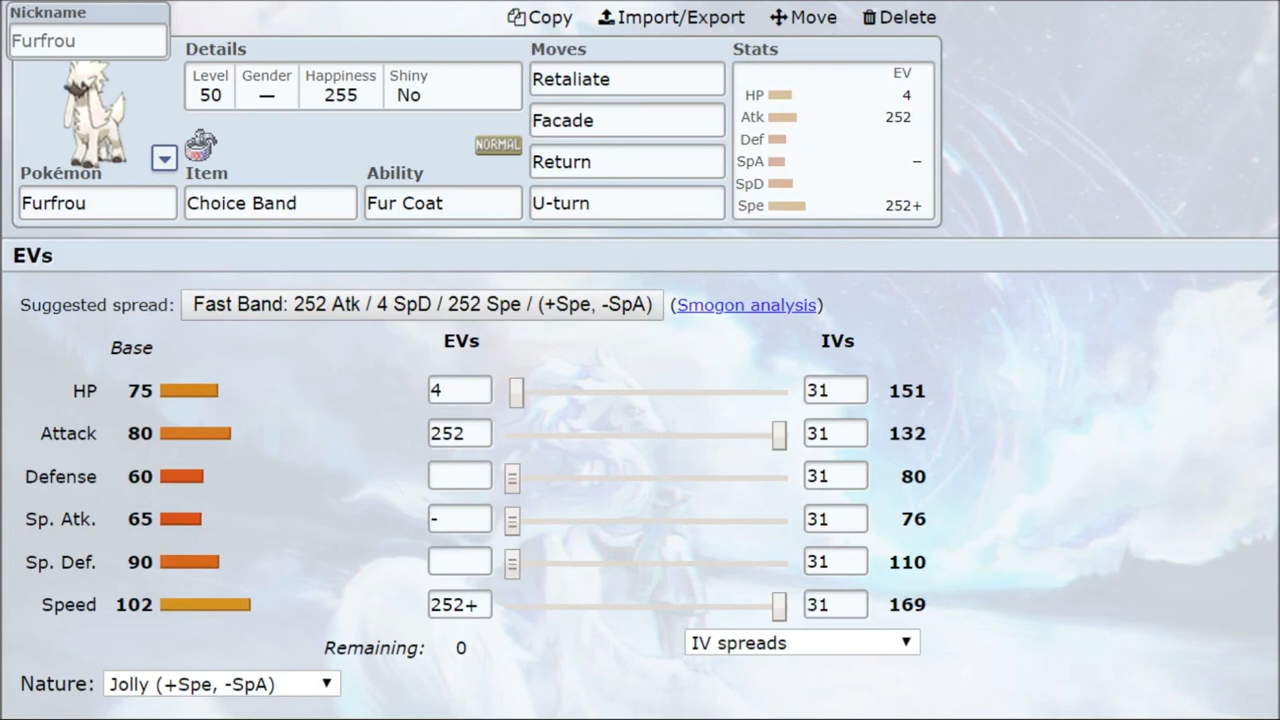 Nickname
Furfrou
Copy Import/Export Move Delete
Details
Level Gender Happiness Shiny
50 — 255 No
NORMAL
Pokémon Item Ability
Furfrou Choice Band Fur Coat
Moves
Retaliate
Facade
Return
U-turn
Stats
EV
HP 4
Atk 252
Def
SpA –
SpD
Spe 252+
EVs
Suggested spread: Fast Band: 252 Atk / 4 SpD / 252 Spe / (+Spe, -SpA) (Smogon analysis)
Base EVs IVs
HP 75 4 31 151
Attack 80 252 31 132
Defense 60 31 80
Sp. Atk. 65 - 31 76
Sp. Def. 90 31 110
Speed 102 252+ 31 169
Remaining: 0 IV spreads
Nature: Jolly (+Spe, -SpA)